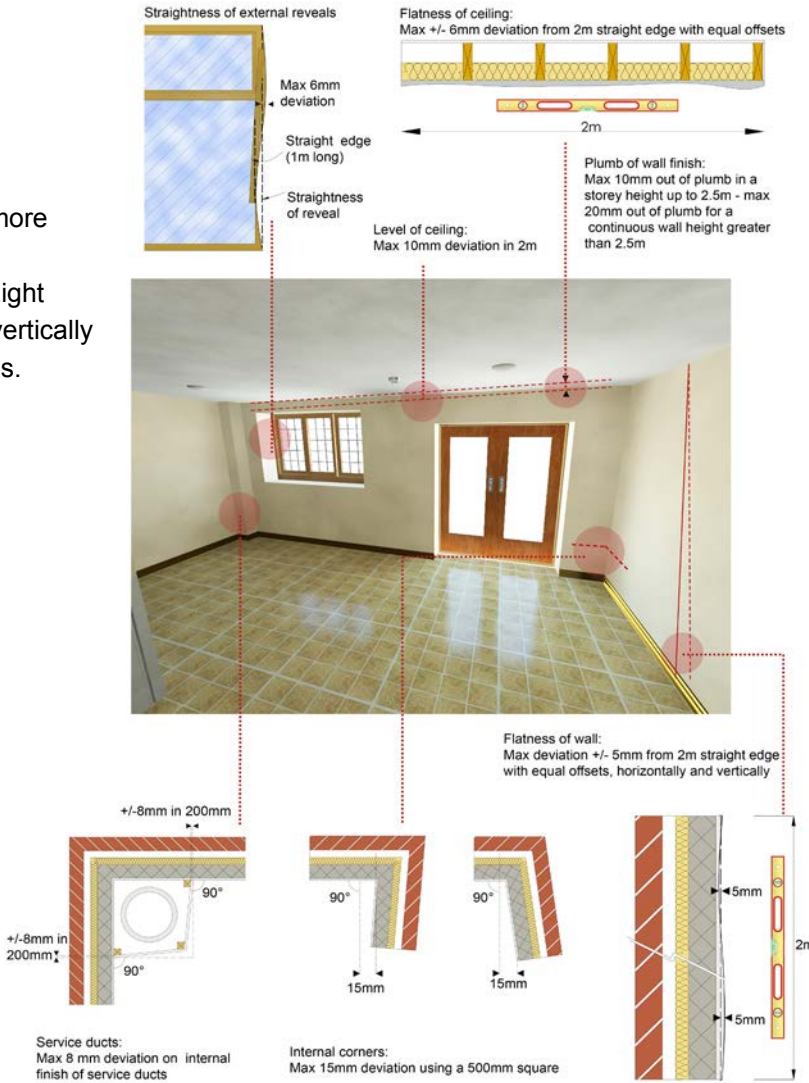 Straightness of external reveals
Max 6mm
deviation
Straight edge
(1m long)
Straightness
of reveal
Flatness of ceiling:
Max +/- 6mm deviation from 2m straight edge with equal offsets
2m
Plumb of wall finish:
Max 10mm out of plumb in a
storey height up to 2.5m - max
20mm out of plumb for a
continuous wall height greater
than 2.5m
Level of ceiling:
Max 10mm deviation in 2m
more
ight
vertically
s.
Flatness of wall:
Max deviation +/- 5mm from 2m straight edge
with equal offsets, horizontally and vertically
+/-8mm in 200mm
90°
+/-8mm in
200mm
90°
Service ducts:
Max 8 mm deviation on internal
finish of service ducts
90°
15mm
90°
15mm
Internal corners:
Max 15mm deviation using a 500mm square
5mm
2m
5mm